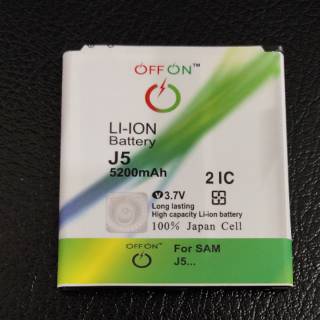 OFF ON™
LI-ION
Battery
J5
5200mAh
2 IC
V 3.7V
Long lasting
High capacity Li-ion battery
100% Japan Cell
OFF ON™
For SAM
J5...